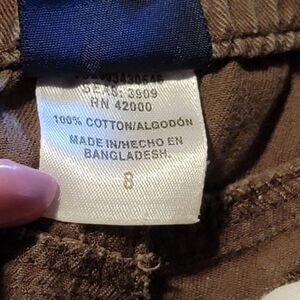 SEAS: 3909
RN 42000
100% COTTON/ALGODÓN
MADE IN/HECHO EN
BANGLADESH.
8